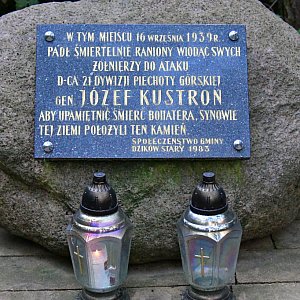 W TYM MIEJSCU 16 WRZEŚNIA 1939 R.
PADŁ ŚMIERTELNIE RANIONY WIODĄC SWYCH
ŻOŁNIERZY DO ATAKU
D-CA 21 DYWIZJI PIECHOTY GÓRSKIEJ
GEN. JÓZEF KUSTROŃ
ABY UPAMIĘTNIĆ ŚMIERĆ BOHATERA, SYNOWIE
TEJ ZIEMI POŁOŻYLI TEN KAMIEŃ.
SPOŁECZEŃSTWO GMINY
DZIKÓW STARY 1983